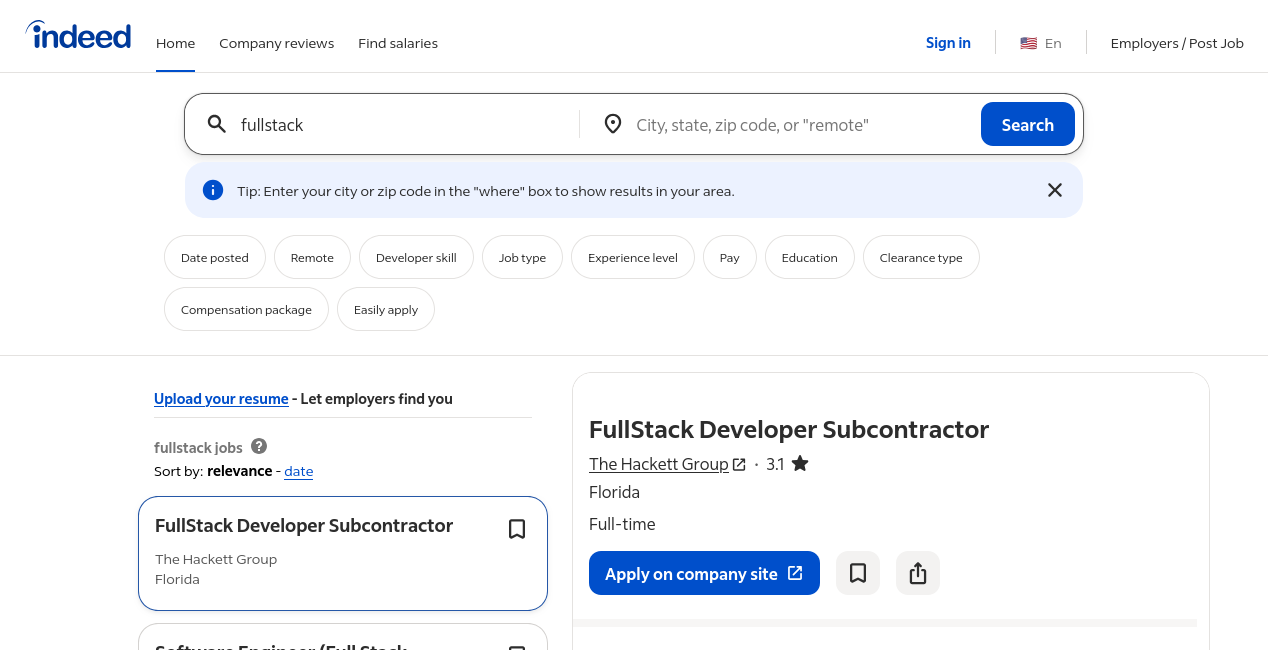 indeed
Home Company reviews Find salaries
Sign in En Employers / Post Job
fullstack City, state, zip code, or "remote" Search
Tip: Enter your city or zip code in the "where" box to show results in your area.
Date posted Remote Developer skill Job type Experience level Pay Education Clearance type
Compensation package Easily apply
Upload your resume - Let employers find you
fullstack jobs ?
Sort by: relevance - date
FullStack Developer Subcontractor
The Hackett Group
Florida
Software Engineer (Full Stack
FullStack Developer Subcontractor
The Hackett Group · 3.1
Florida
Full-time
Apply on company site